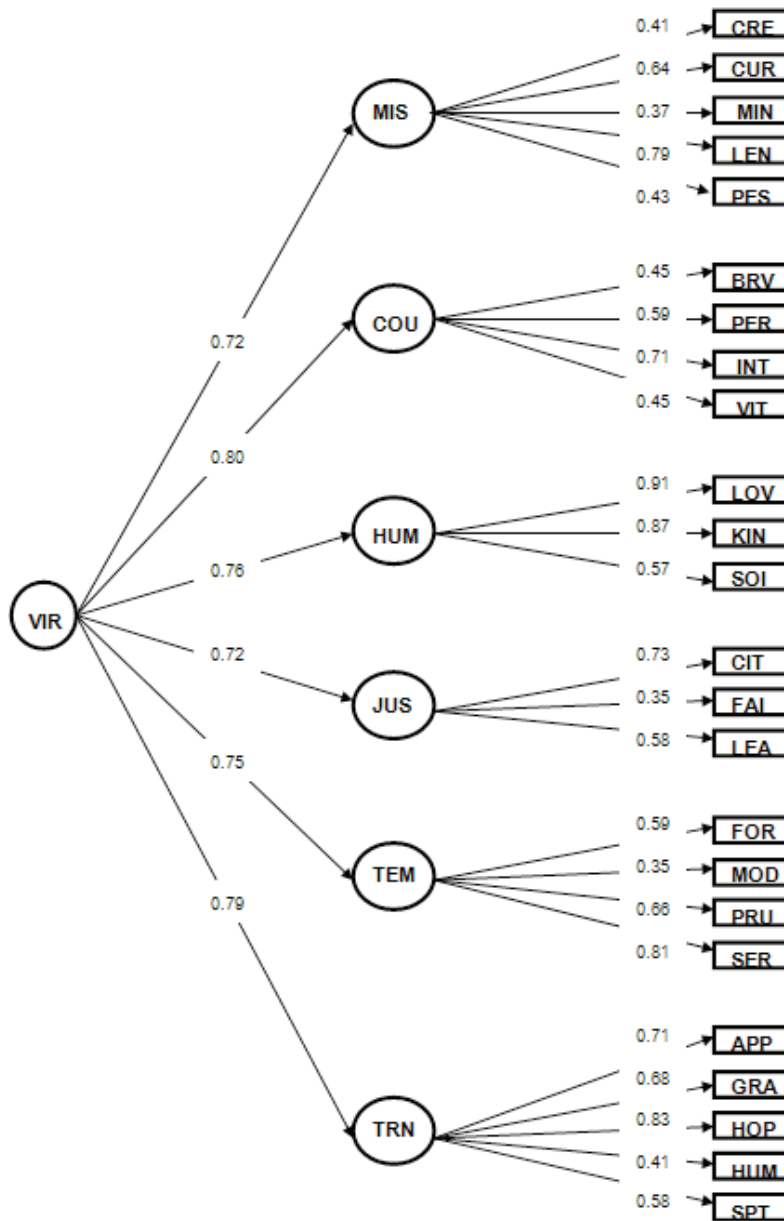 0.41 CRE
0.64 CUR
MIS 0.37 MIN
0.79 LEN
0.43 PES
0.45 BRV
COU 0.59 PER
0.71 INT
0.72
0.45 VIT
0.80
0.91 LOV
HUM 0.87 KIN
0.76 0.57 SOI
VIR
0.72 0.73 CIT
JUS 0.35 FAI
0.58 LEA
0.75
0.59 FOR
TEM 0.35 MOD
0.79 0.66 PRU
0.81 SER
0.71 APP
0.68 GRA
TRN 0.83 HOP
0.41 HUM
0.58 SPT